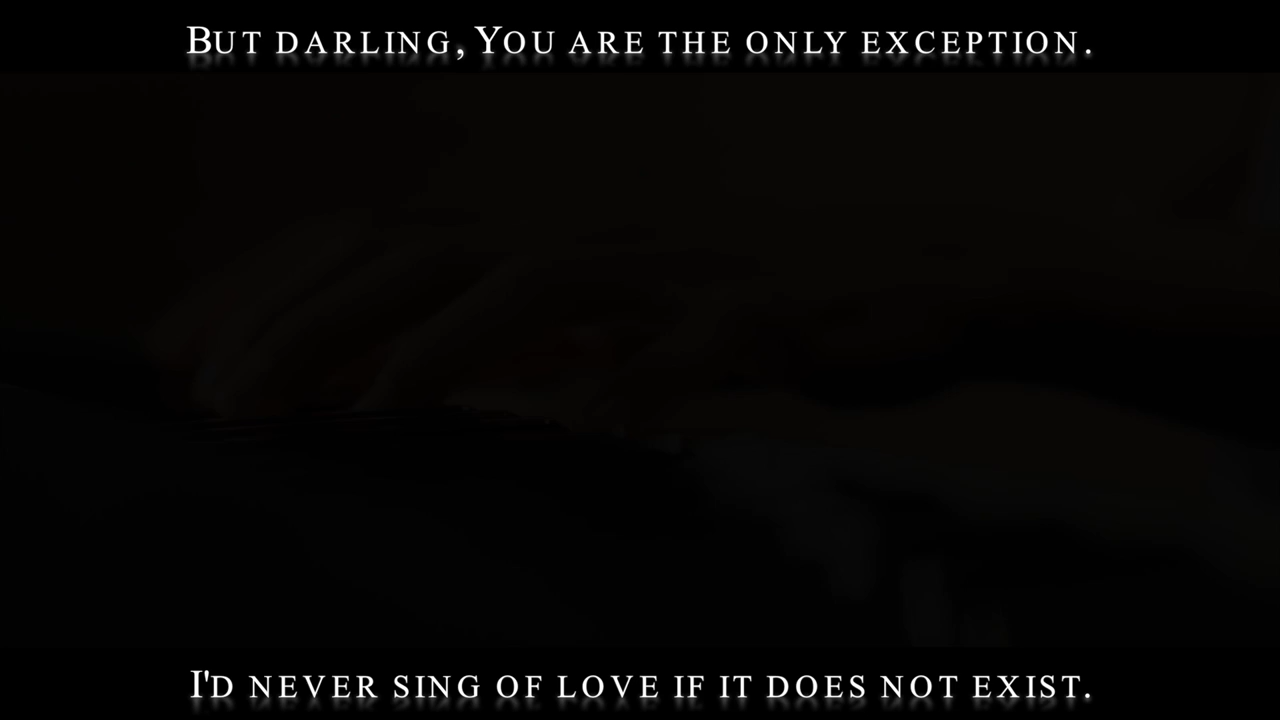 But darling, You are the only exception.
I'd never sing of love if it does not exist.